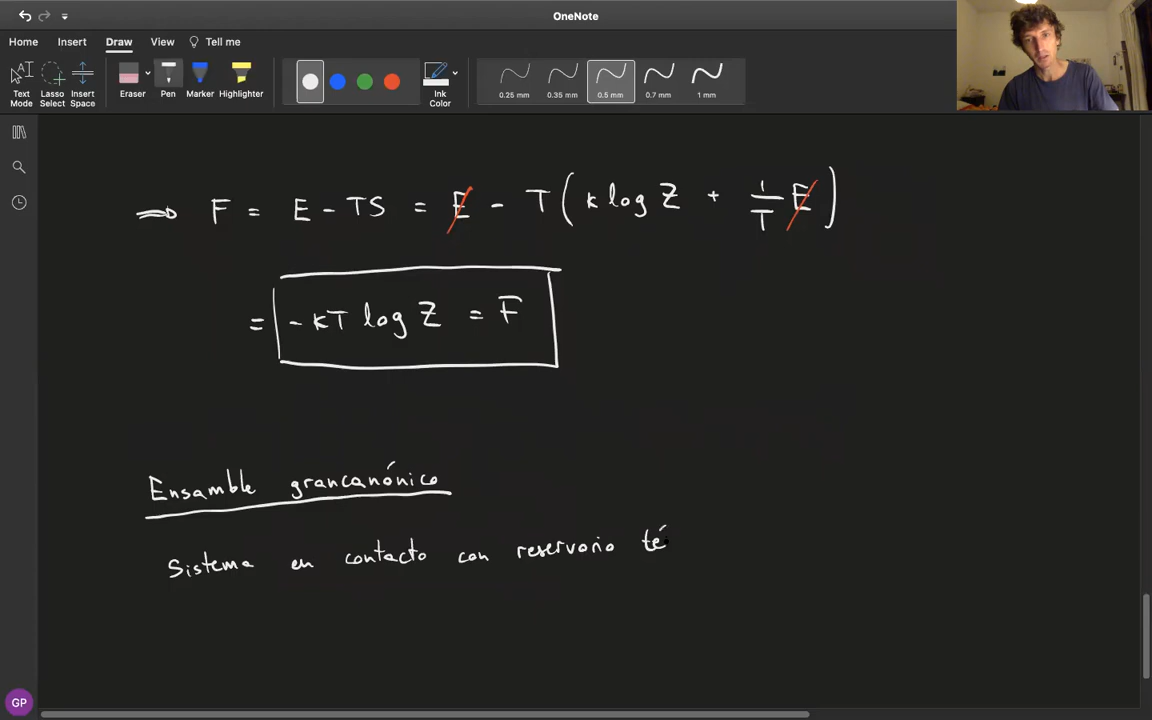 OneNote
Home Insert Draw View Tell me
Text Mode Lasso Select Insert Space Eraser Pen Marker Highlighter Ink Color 0.25 mm 0.35 mm 0.5 mm 0.7 mm 1 mm
⇒ F = E - TS = E - T ( k log Z + 1/T E )
= - kT log Z = F
Ensamble grancanónico
Sistema en contacto con reservorio té
GP